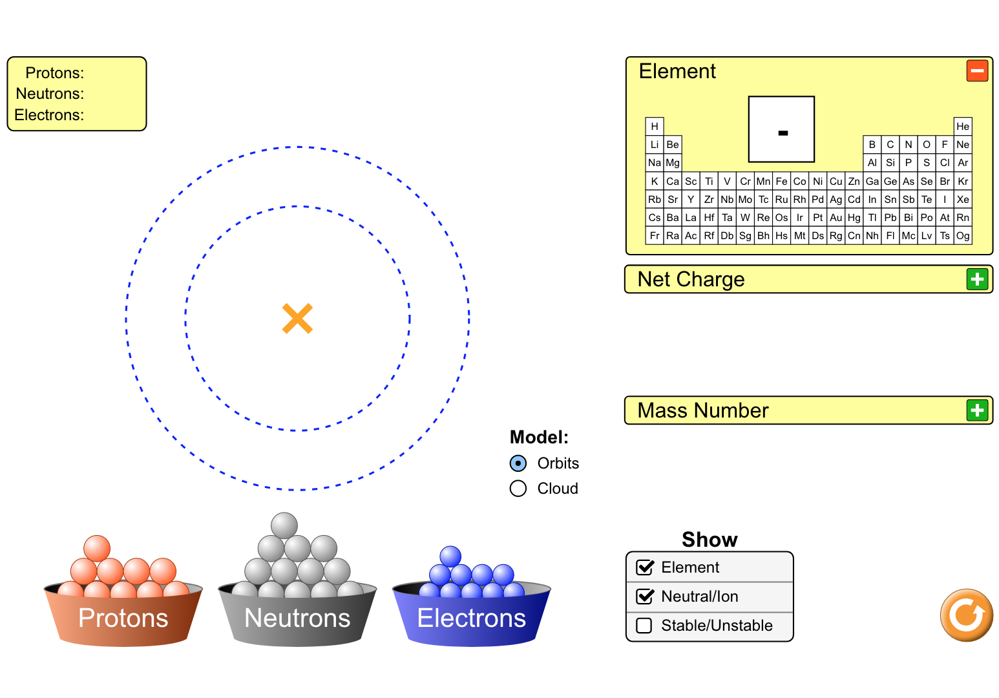 Protons:
Neutrons:
Electrons:
Element
-
H He
Li Be B C N O F Ne
Na Mg Al Si P S Cl Ar
K Ca Sc Ti V Cr Mn Fe Co Ni Cu Zn Ga Ge As Se Br Kr
Rb Sr Y Zr Nb Mo Tc Ru Rh Pd Ag Cd In Sn Sb Te I Xe
Cs Ba La Hf Ta W Re Os Ir Pt Au Hg Tl Pb Bi Po At Rn
Fr Ra Ac Rf Db Sg Bh Hs Mt Ds Rg Cn Nh Fl Mc Lv Ts Og
Net Charge
Mass Number
Model:
Orbits
Cloud
Protons
Neutrons
Electrons
Show
Element
Neutral/Ion
Stable/Unstable